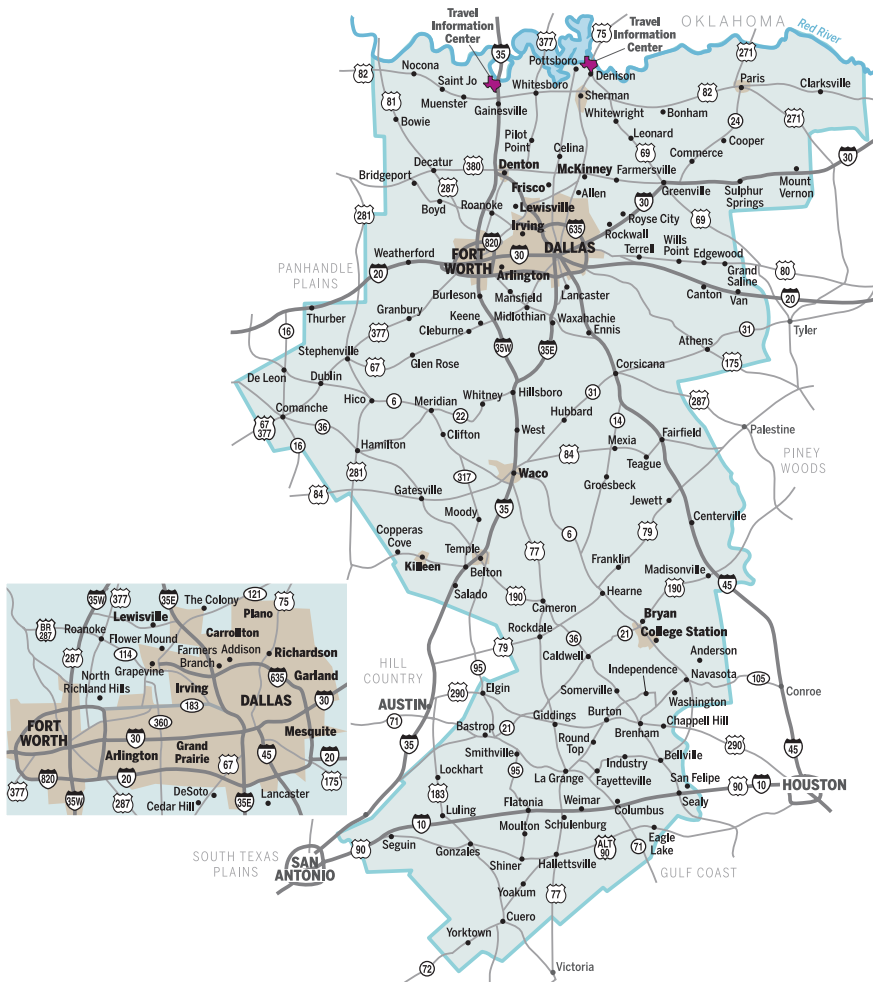 Travel
Information
Center
Travel
Information
Center
OKLAHOMA
Red River
35
377
75
271
82
Nocona
Saint Jo
Muenster
Gainesville
Whitesboro
Pottsboro
Denison
Sherman
82
Paris
Clarksville
81
Bowie
Whitewright
Bonham
24
271
Pilot
Point
Celina
Leonard
69
Commerce
Cooper
30
Decatur
380
Denton
McKinney
Farmersville
Bridgeport
287
Frisco
Allen
Greenville
Sulphur
Springs
Mount
Vernon
281
Boyd
Roanoke
Lewisville
30
Royse City
69
Irving
635
Rockwall
820
Weatherford
FORT
WORTH
30
DALLAS
Terrell
Wills
Point
Edgewood
80
PANHANDLE
PLAINS
20
Arlington
Grand
Saline
Burleson
Mansfield
Lancaster
Canton
Van
20
Thurber
Granbury
Keene
Midlothian
Waxahachie
16
377
Cleburne
Ennis
31
Tyler
Stephenville
67
Glen Rose
35W
35E
Athens
175
De Leon
Dublin
Corsicana
Hico
6
Meridian
Whitney
Hillsboro
31
287
Comanche
22
Hubbard
14
67
377
36
Clifton
West
Fairfield
Palestine
16
Hamilton
84
Mexia
Teague
PINEY
WOODS
281
317
Waco
Groesbeck
84
Gatesville
Jewett
Moody
35
Centerville
Copperas
Cove
77
6
79
Temple
Franklin
Killeen
Belton
Madisonville
190
Salado
190
Hearne
45
Cameron
Bryan
Rockdale
36
21
College Station
79
Caldwell
Anderson
HILL
COUNTRY
95
Independence
Navasota
105
290
Elgin
Somerville
Washington
Conroe
AUSTIN
71
Giddings
Burton
Chappell Hill
Bastrop
21
Round
Top
Brenham
290
35
Smithville
Bellville
45
Lockhart
95
La Grange
Industry
Fayetteville
San Felipe
90
10
HOUSTON
183
Flatonia
Weimar
Columbus
Sealy
Luling
10
Moulton
Schulenburg
Eagle
Lake
90
Seguin
Gonzales
ALT
90
71
SOUTH TEXAS
PLAINS
SAN
ANTONIO
Shiner
Hallettsville
GULF COAST
Yoakum
77
Cuero
Yorktown
72
Victoria
35W
377
35E
121
75
The Colony
Plano
BR
287
Lewisville
Roanoke
Flower Mound
Carrollton
287
114
Farmers
Branch
Addison
Richardson
Grapevine
635
Garland
North
Richland Hills
Irving
183
DALLAS
30
360
FORT
WORTH
30
Mesquite
Arlington
Grand
Prairie
67
45
20
820
20
175
377
35W
287
DeSoto
Cedar Hill
35E
Lancaster